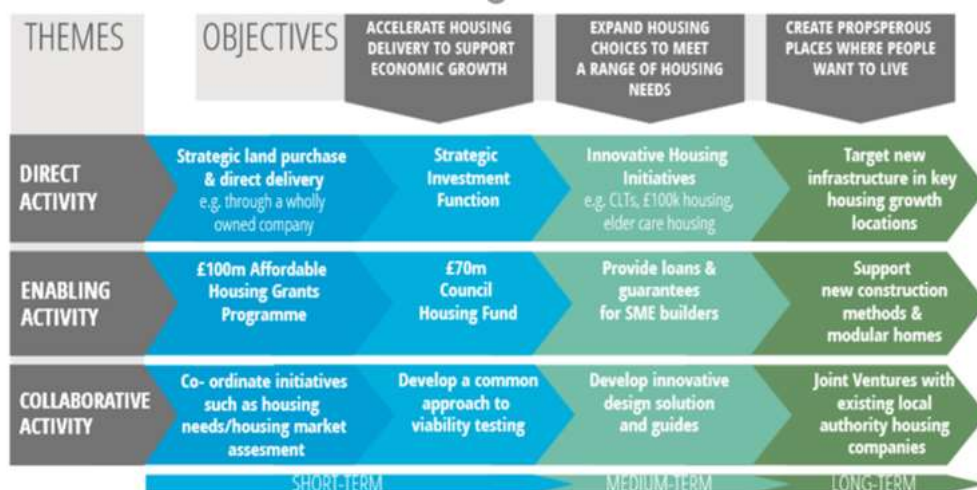 THEMES
OBJECTIVES
ACCELERATE HOUSING
DELIVERY TO SUPPORT
ECONOMIC GROWTH
EXPAND HOUSING
CHOICES TO MEET
A RANGE OF HOUSING
NEEDS
CREATE PROPSPEROUS
PLACES WHERE PEOPLE
WANT TO LIVE
DIRECT
ACTIVITY
Strategic land purchase
& direct delivery
e.g. through a wholly
owned company
Strategic
Investment
Function
Innovative Housing
Initiatives
e.g. CLTs, £100k housing,
elder care housing
Target new
infrastructure in key
housing growth
locations
ENABLING
ACTIVITY
£100m Affordable
Housing Grants
Programme
£70m
Council
Housing Fund
Provide loans &
guarantees
for SME builders
Support
new construction
methods &
modular homes
COLLABORATIVE
ACTIVITY
Co- ordinate initiatives
such as housing
needs/housing market
assesment
Develop a common
approach to
viability testing
Develop innovative
design solution
and guides
Joint Ventures with
existing local
authority housing
companies
SHORT-TERM
MEDIUM-TERM
LONG-TERM